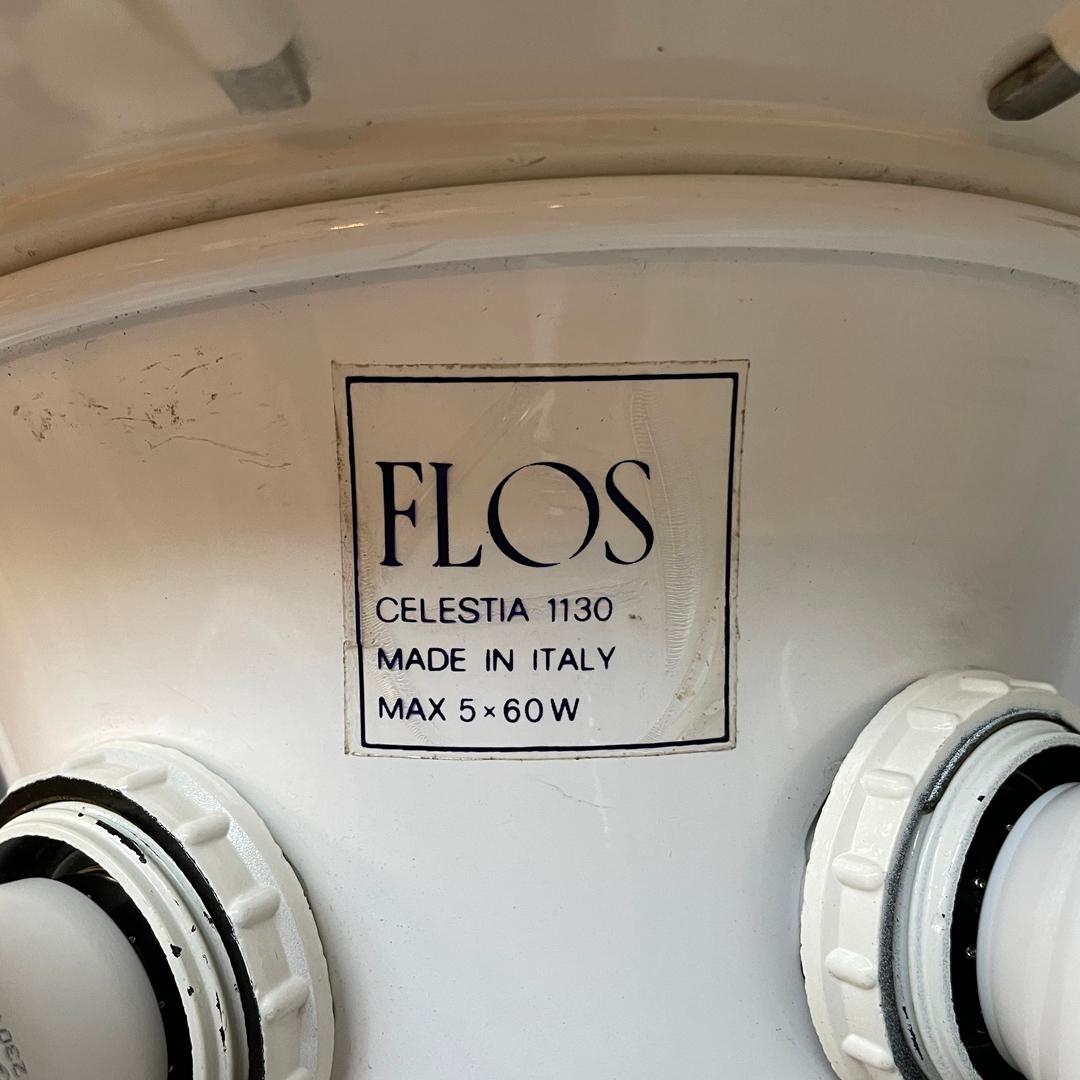 FLOS
CELESTIA 1130
MADE IN ITALY
MAX 5×60W